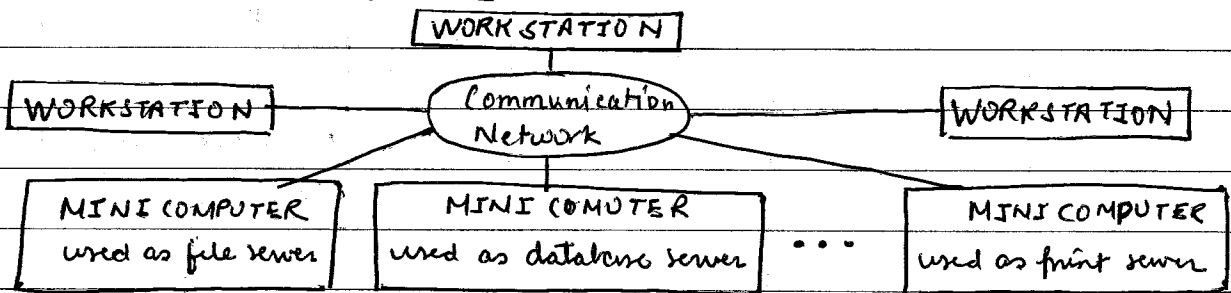 WORKSTATION
Communication
WORKSTATION
WORKSTATION
Network
MINI COMPUTER
MINI COMUTER
MINI COMPUTER
used as file server
used as database server
...
used as print server